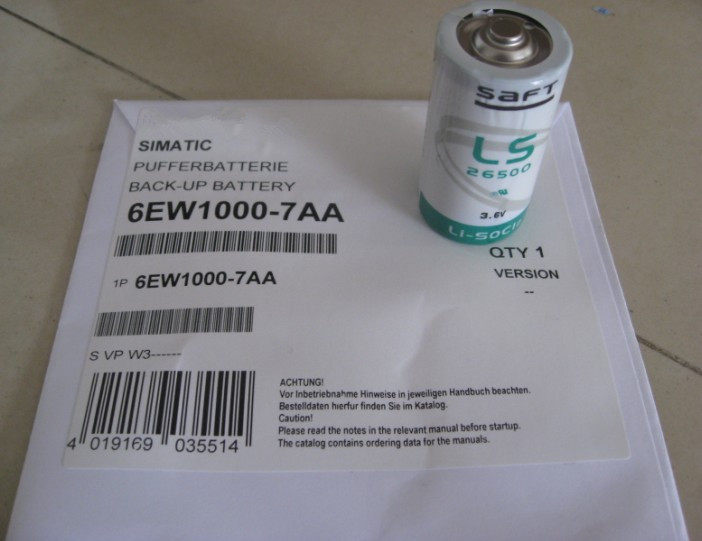 SIMATIC
PUFFERBATTERIE
BACK-UP BATTERY
6EW1000-7AA
1P 6EW1000-7AA
S VP W3------
4 019169 035514
QTY 1
VERSION
--
ACHTUNG!
Vor Inbetriebnahme Hinweise in jeweiligen Handbuch beachten.
Bestelldaten hierfur finden Sie im Katalog.
Caution!
Please read the notes in the relevant manual before startup.
The catalog contains ordering data for the manuals.
SAFT
LS
26500
3.6V
Li-SOCl